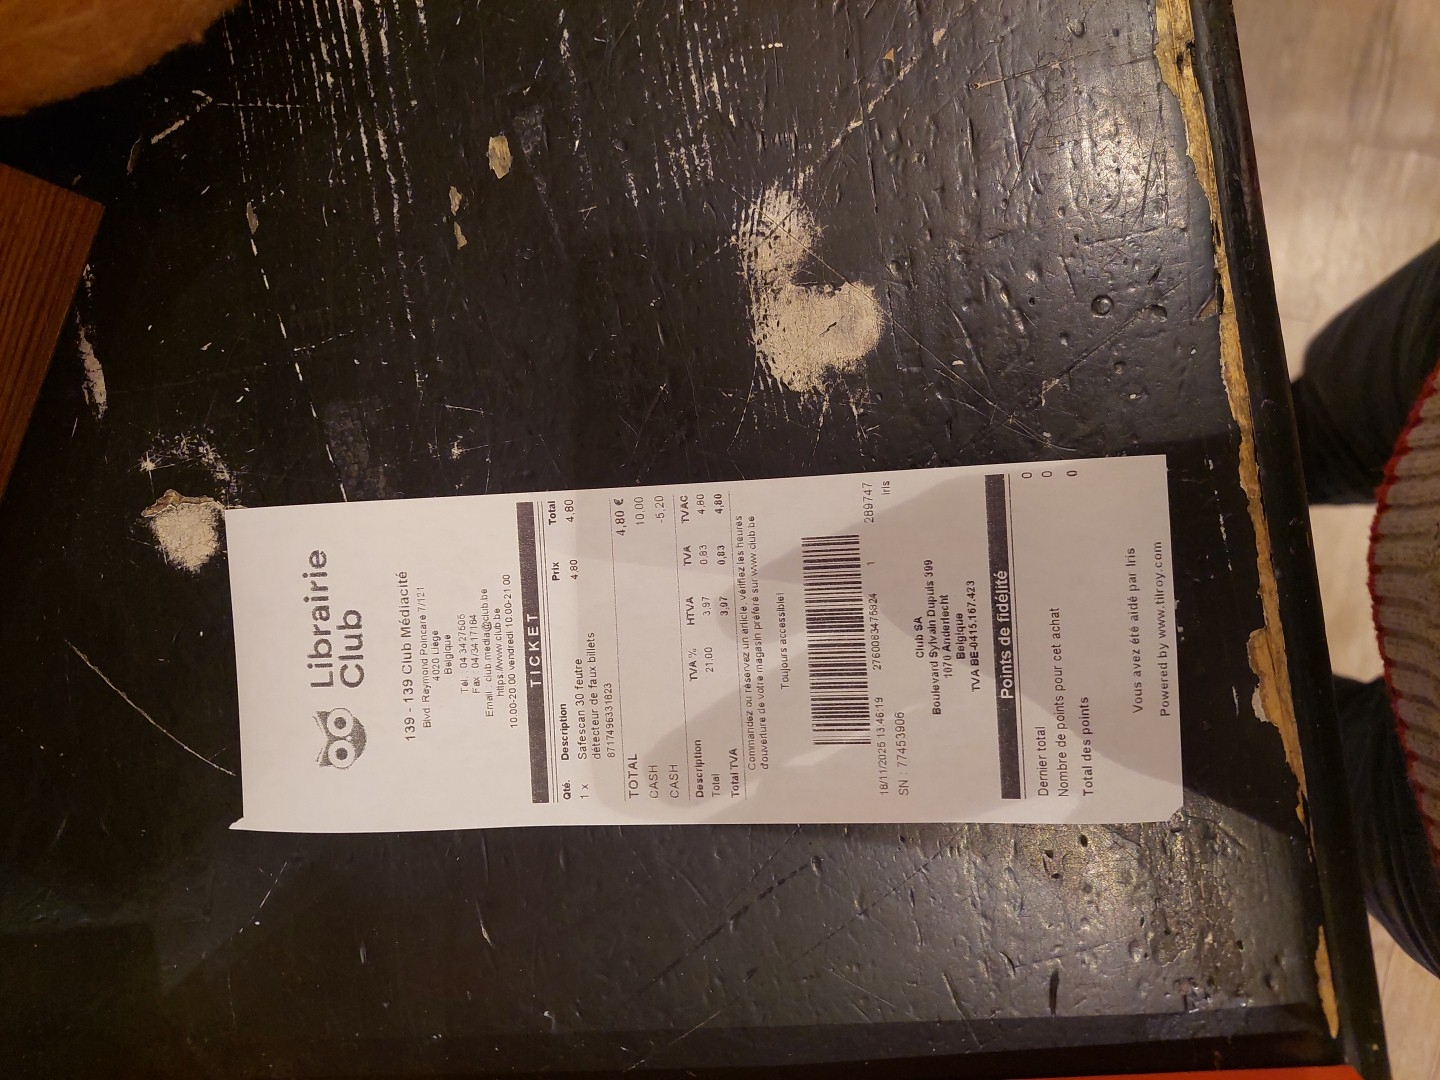 Librairie
Club
139 - 139 Club Médiacité
Blvd Raymond Poincaré 7/121
4020 Liège
Belgique
Tel. 04 3427505
Fax. 04/3417164
Email. club.media@club.be
https://www.club.be
10.00-20.00 vendredi 10.00-21.00
TICKET
Qté. Description Prix Total
1 x Safescan 30 feutre 4,80 4,80
détecteur de faux billets
8717496331823
TOTAL 4,80 €
CASH 10,00
CASH -5,20
Description TVA % HTVA TVA TVAC
Total 21.00 3,97 0,83 4,80
Total TVA 3,97 0,83 4,80
Commandez ou réservez un article, vérifiez les heures
d'ouverture de votre magasin préféré sur www.club.be
Toujours accessible!
18/11/2025 13:46:19 2760083475824 1 289747
SN : 77453906 Iris
Club SA
Boulevard Sylvain Dupuis 399
1070 Anderlecht
Belgique
TVA BE-0415.167.423
Points de fidélité
Dernier total 0
Nombre de points pour cet achat 0
Total des points 0
Vous avez été aidé par Iris
Powered by www.tilroy.com